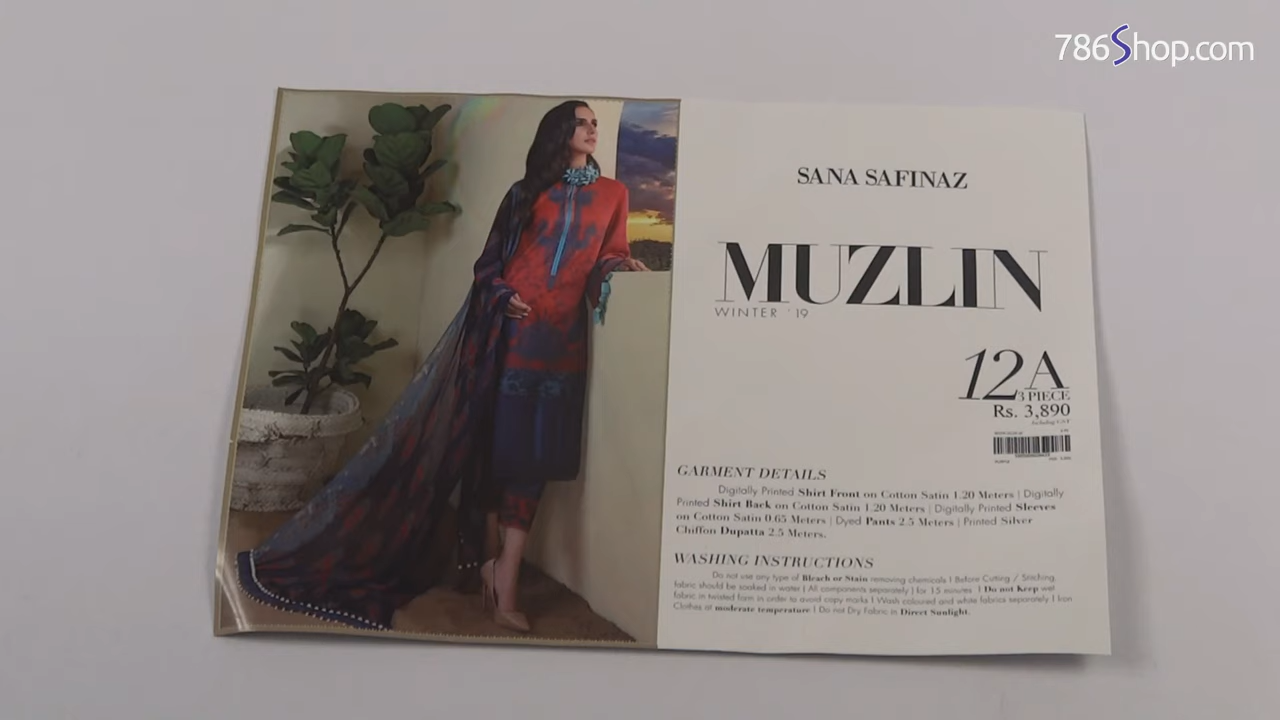 786Shop.com
SANA SAFINAZ
MUZLIN
WINTER '19
12A
3 PIECE
Rs. 3,890
Including GST
GARMENT DETAILS
Digitally Printed Shirt Front on Cotton Satin 1.20 Meters | Digitally
Printed Shirt Back on Cotton Satin 1.20 Meters | Digitally Printed Sleeves
on Cotton Satin 0.65 Meters | Dyed Pants 2.5 Meters | Printed Silver
Chiffon Dupatta 2.5 Meters.
WASHING INSTRUCTIONS
Do not use any type of Bleach or Stain removing chemicals | Before Cutting / Stitching,
fabric should be soaked in water | All components separately | for 15 minutes | Do not Keep wet
fabric in twisted form in order to avoid copy marks | Wash coloured and white fabrics separately | Iron
Clothes at moderate temperature | Do not Dry Fabric in Direct Sunlight.